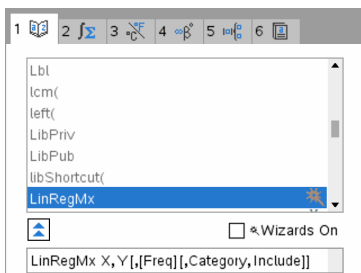 1 2 ∫Σ 3 °C°F 4 ∞β° 5 6
Lbl
lcm(
left(
LibPriv
LibPub
libShortcut(
LinRegMx
Wizards On
LinRegMx X,Y[,[Freq][,Category,Include]]